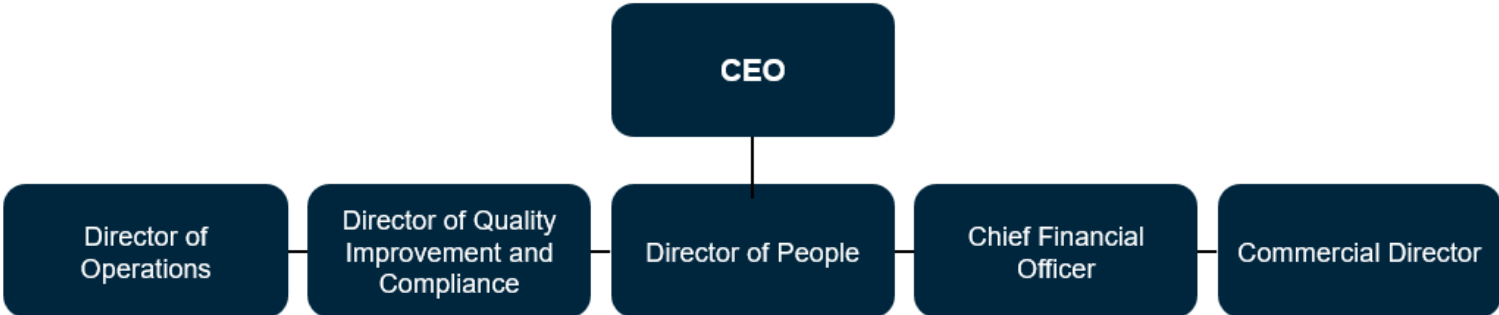 CEO
Director of
Operations
Director of Quality
Improvement and
Compliance
Director of People
Chief Financial
Officer
Commercial Director